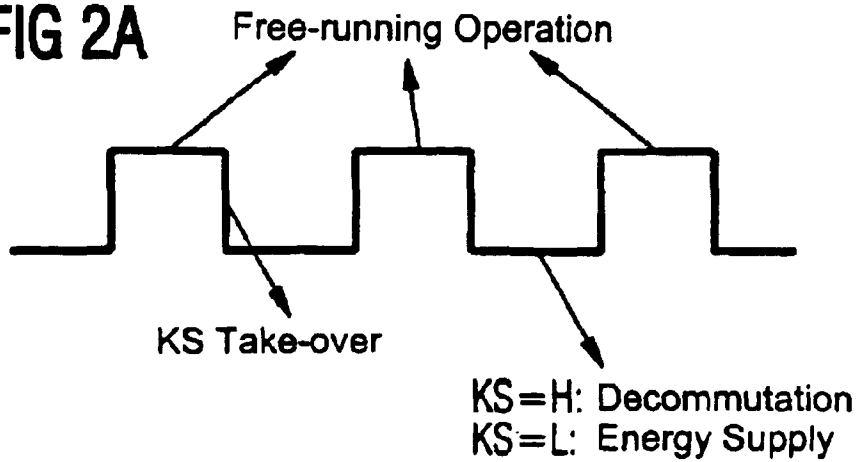 FIG 2A
Free-running Operation
KS Take-over
KS=H: Decommutation
KS=L: Energy Supply